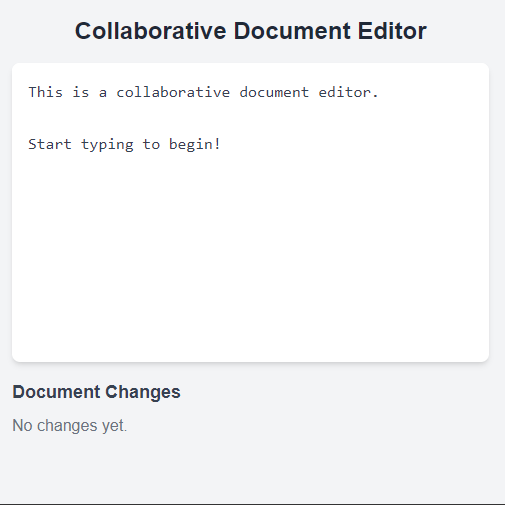 Collaborative Document Editor
This is a collaborative document editor.
Start typing to begin!
Document Changes
No changes yet.